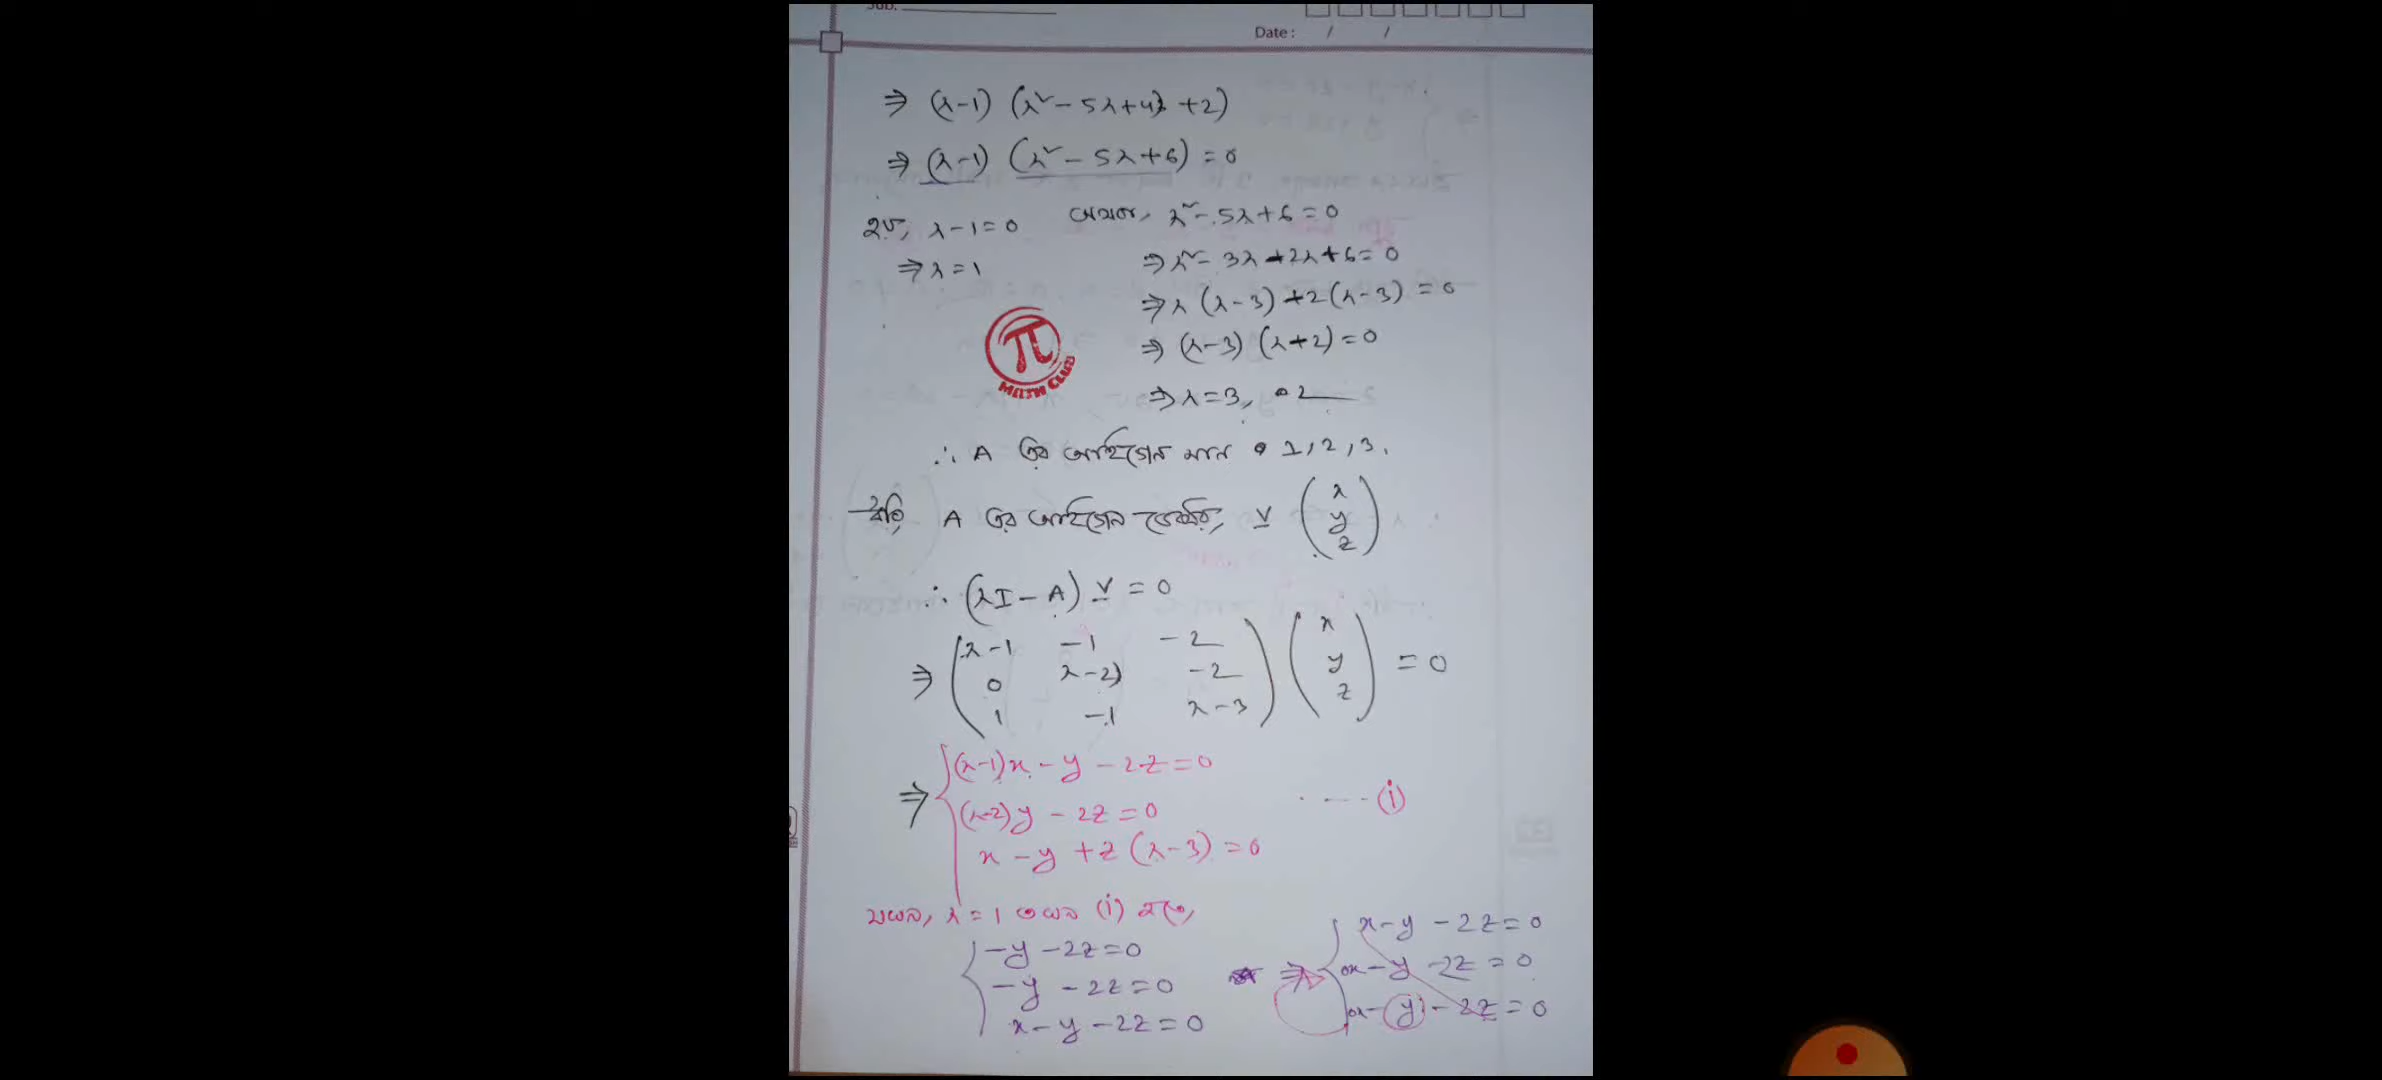 Sub.
Date : / /
⇒ (λ-1) (λ² - 5λ+4 +2)
⇒ (λ-1) (λ² - 5λ+6) = 0
হয়, λ-1=0 অথবা, λ² - 5λ+6=0
⇒ λ=1 ⇒ λ² - 3λ - 2λ+6=0
⇒ λ (λ-3) -2(λ-3) = 0
⇒ (λ-3) (λ-2) = 0
⇒ λ=3, 2
π
MATH CLUB
∴ A এর আইগেন মান 1, 2, 3.
ধরি, A এর আইগেন ভেক্টর, v (x y z)
∴ (λI - A) v = 0
⇒ (λ-1 -1 -2) (x)
(0 λ-2 -2) (y) = 0
(1 -1 λ-3) (z)
⇒ (λ-1)x - y - 2z = 0
(λ-2)y - 2z = 0 ---- (i)
x - y + z (λ-3) = 0
যখন, λ = 1 তখন (i) হতে,
-y -2z=0 ⇒ x - y - 2z = 0
-y - 2z = 0 0x - y - 2z = 0
x - y - 2z = 0 0x - y - 2z = 0